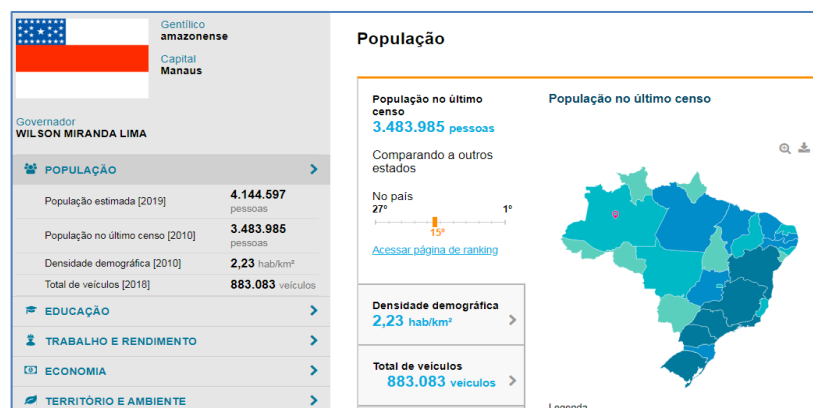 Gentílico
amazonense
Capital
Manaus
Governador
WILSON MIRANDA LIMA
POPULAÇÃO
População estimada [2019] 4.144.597
pessoas
População no último censo [2010] 3.483.985
pessoas
Densidade demográfica [2010] 2,23 hab/km²
Total de veículos [2018] 883.083 veículos
EDUCAÇÃO
TRABALHO E RENDIMENTO
ECONOMIA
TERRITÓRIO E AMBIENTE
População
População no último
censo
3.483.985 pessoas
Comparando a outros
estados
No país
27º 1º
15º
Acessar página de ranking
Densidade demográfica
2,23 hab/km²
Total de veículos
883.083 veículos
População no último censo
Legenda